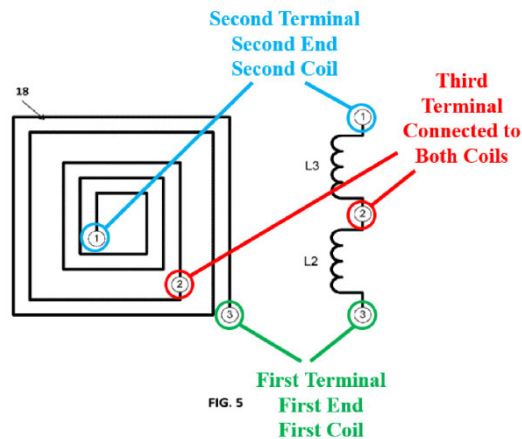 Second Terminal
Second End
Second Coil
18
Third
Terminal
Connected to
Both Coils
1
L3
2
1
2
L2
3
3
First Terminal
First End
First Coil
FIG. 5